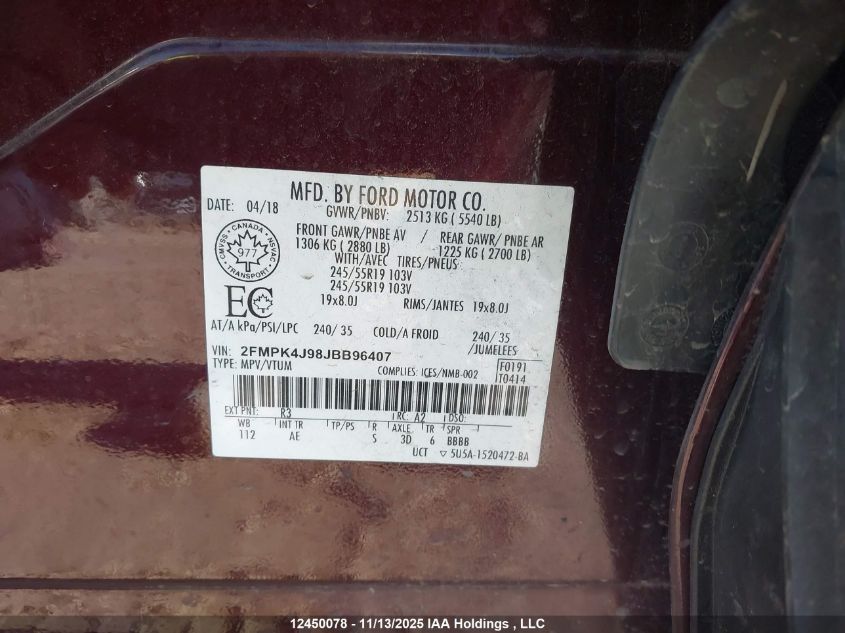 MFD. BY FORD MOTOR CO.
DATE: 04/18
GVWR/PNBV: 2513 KG ( 5540 LB)
FRONT GAWR/PNBE AV / REAR GAWR/ PNBE AR
1306 KG ( 2880 LB) 1225 KG ( 2700 LB)
WITH/AVEC TIRES/PNEUS
245/55R19 103V
245/55R19 103V
19x8.0J RIMS/JANTES 19x8.0J
CANADA
CMVSS NSVAC
977
TRANSPORT
EC
AT/A kPa/PSI/LPC 240/ 35 COLD/A FROID 240/ 35
/JUMELEES
VIN: 2FMPK4J98JBB96407
TYPE: MPV/VTUM COMPLIES: ICES/NMB-002
F0191
T0414
EXT PNT: R3 RC: A2 DSO:
WB INT TR TP/PS R AXLE TR SPR
112 AE S 3D 6 BBBB
UCT ▽ 5U5A-1520472-BA
12450078 - 11/13/2025 IAA Holdings , LLC